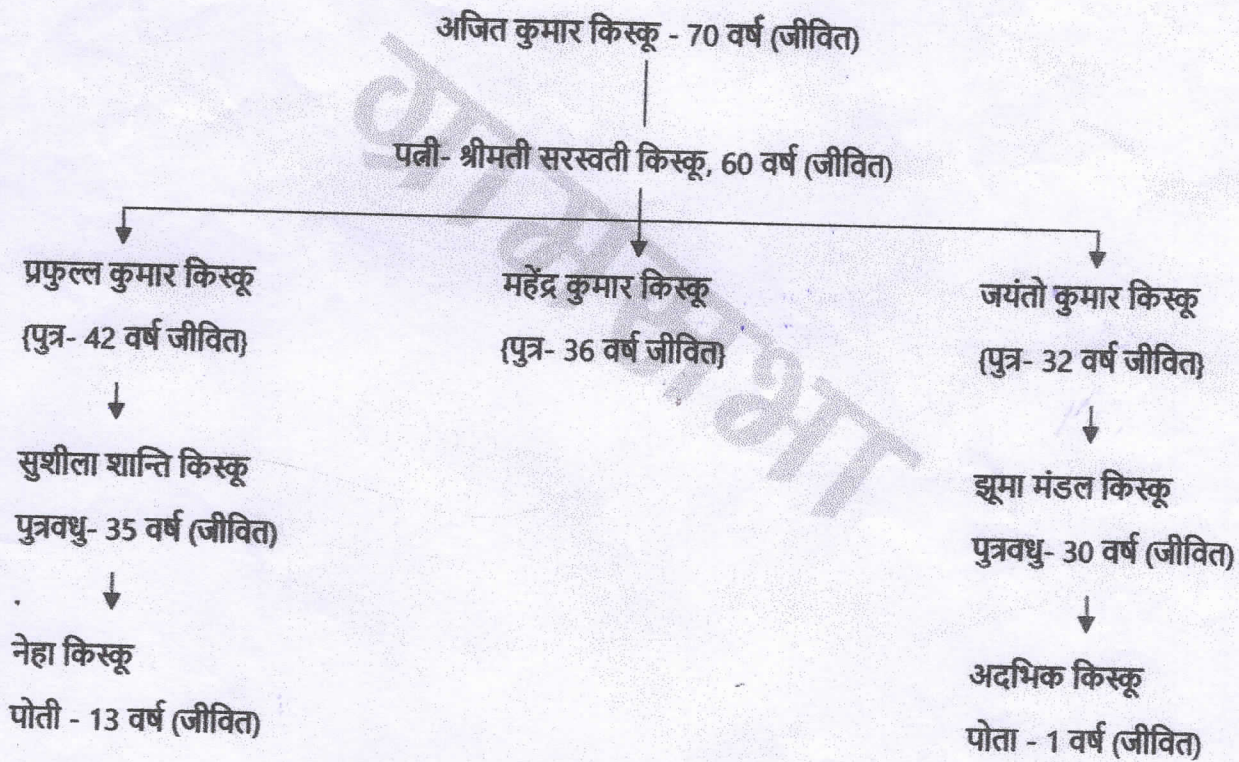 अजित कुमार किस्कू - 70 वर्ष (जीवित)
पत्नी- श्रीमती सरस्वती किस्कू, 60 वर्ष (जीवित)
प्रफुल्ल कुमार किस्कू
{पुत्र- 42 वर्ष जीवित}
सुशीला शान्ति किस्कू
पुत्रवधु- 35 वर्ष (जीवित)
नेहा किस्कू
पोती - 13 वर्ष (जीवित)
महेंद्र कुमार किस्कू
{पुत्र- 36 वर्ष जीवित}
जयंतो कुमार किस्कू
{पुत्र- 32 वर्ष जीवित}
झूमा मंडल किस्कू
पुत्रवधु- 30 वर्ष (जीवित)
अदभिक किस्कू
पोता - 1 वर्ष (जीवित)
ग्रामसभा